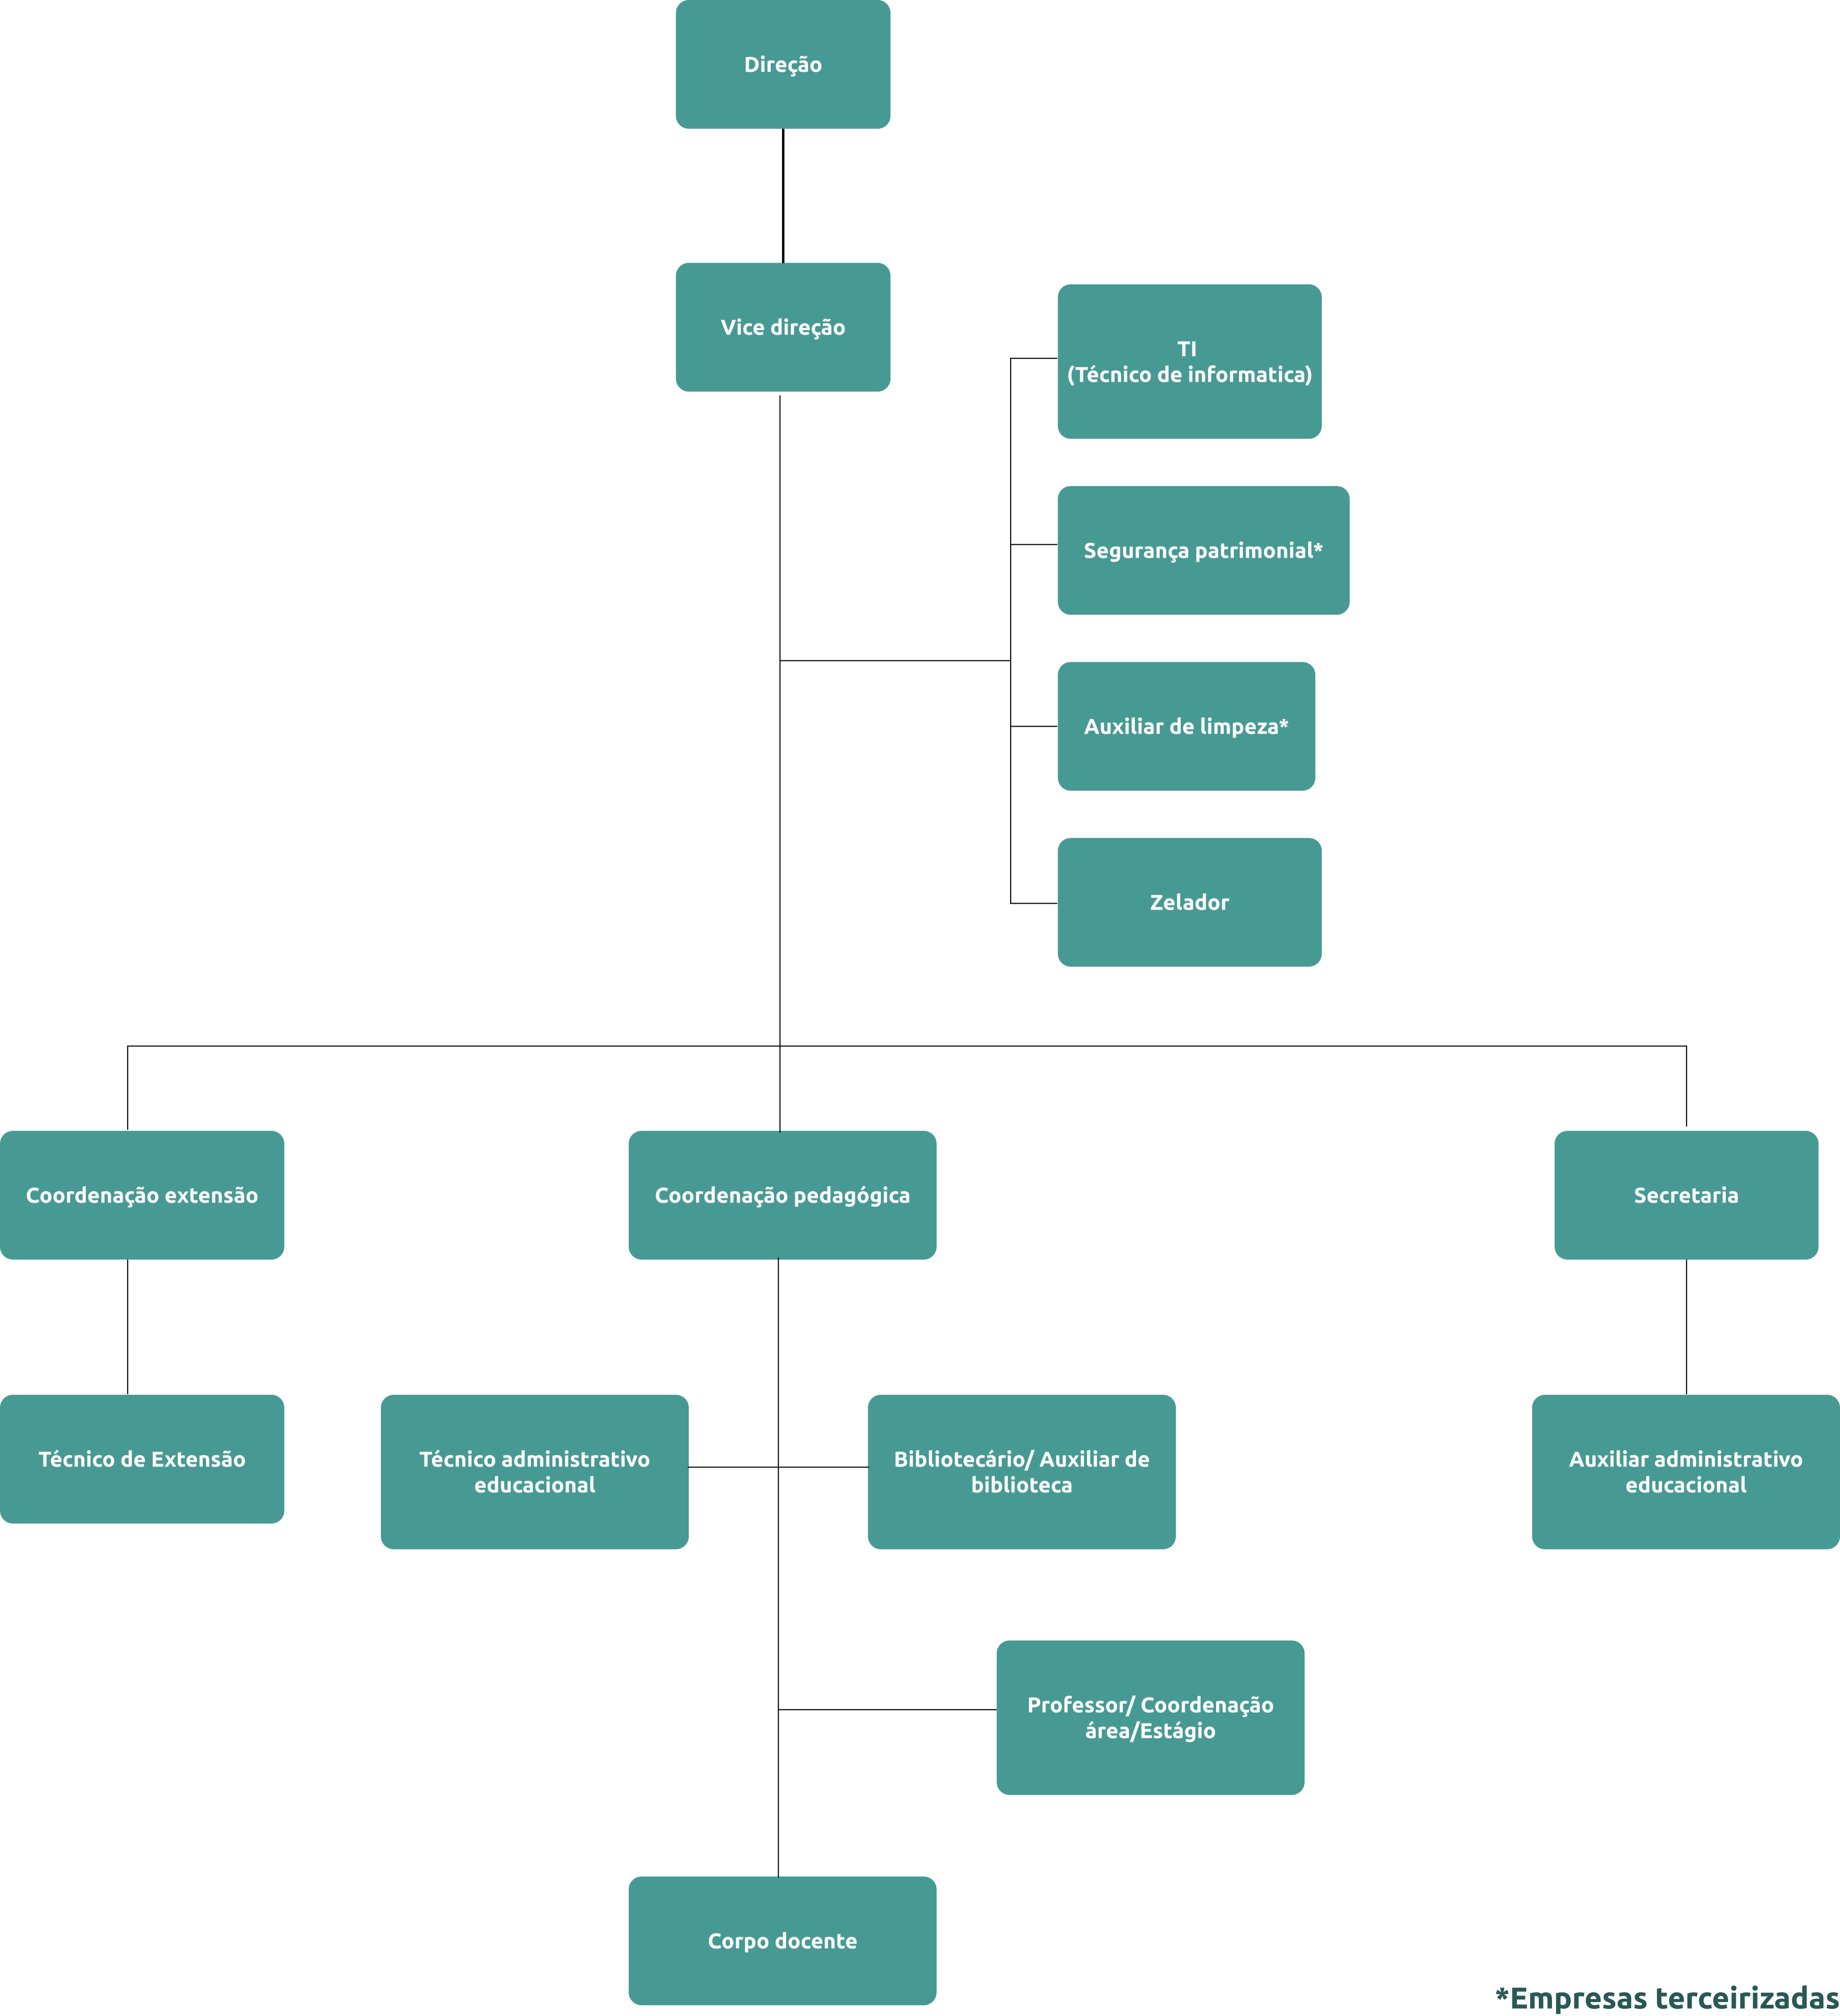 Direção
Vice direção
TI
(Técnico de informatica)
Segurança patrimonial*
Auxiliar de limpeza*
Zelador
Coordenação extensão
Coordenação pedagógica
Secretaria
Técnico de Extensão
Técnico administrativo
educacional
Bibliotecário/ Auxiliar de
biblioteca
Auxiliar administrativo
educacional
Professor/ Coordenação
área/Estágio
Corpo docente
*Empresas terceirizadas